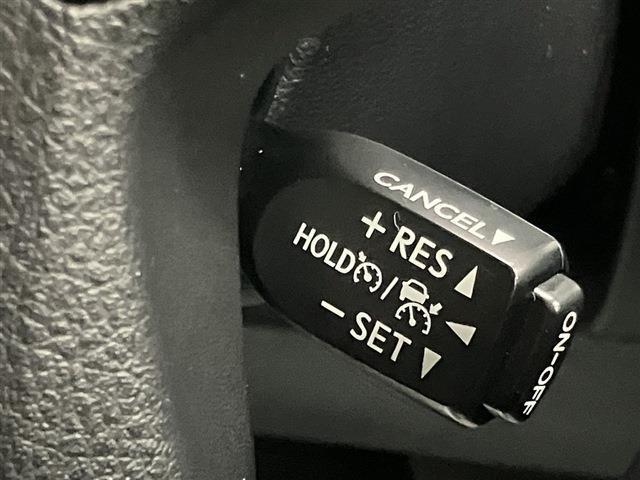 CANCEL▼
+ RES ▲
HOLD / ◀
− SET ▼
ON-OFF